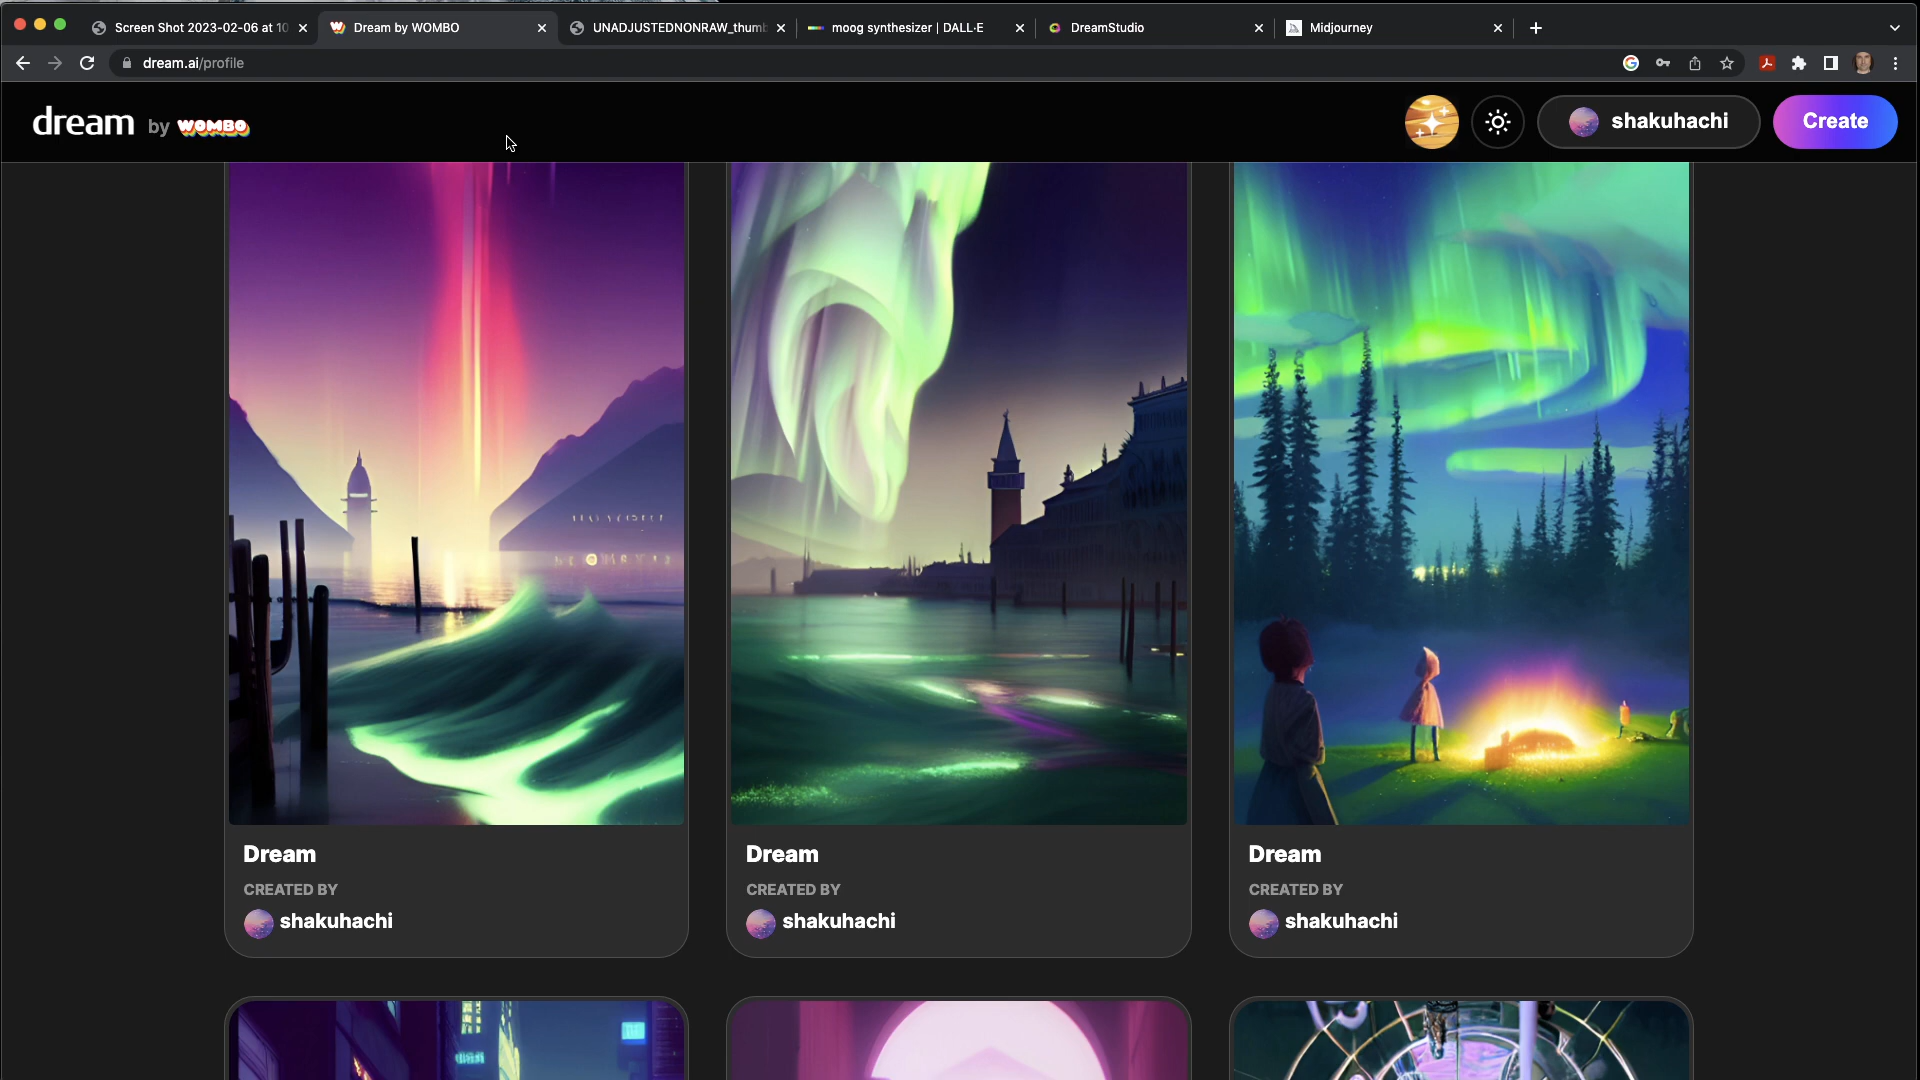 Screen Shot 2023-02-06 at 10
Dream by WOMBO
UNADJUSTEDNONRAW_thumb
moog synthesizer | DALL·E
DreamStudio
Midjourney
dream.ai/profile
dream by WOMBO
shakuhachi
Create
Dream
CREATED BY
shakuhachi
Dream
CREATED BY
shakuhachi
Dream
CREATED BY
shakuhachi